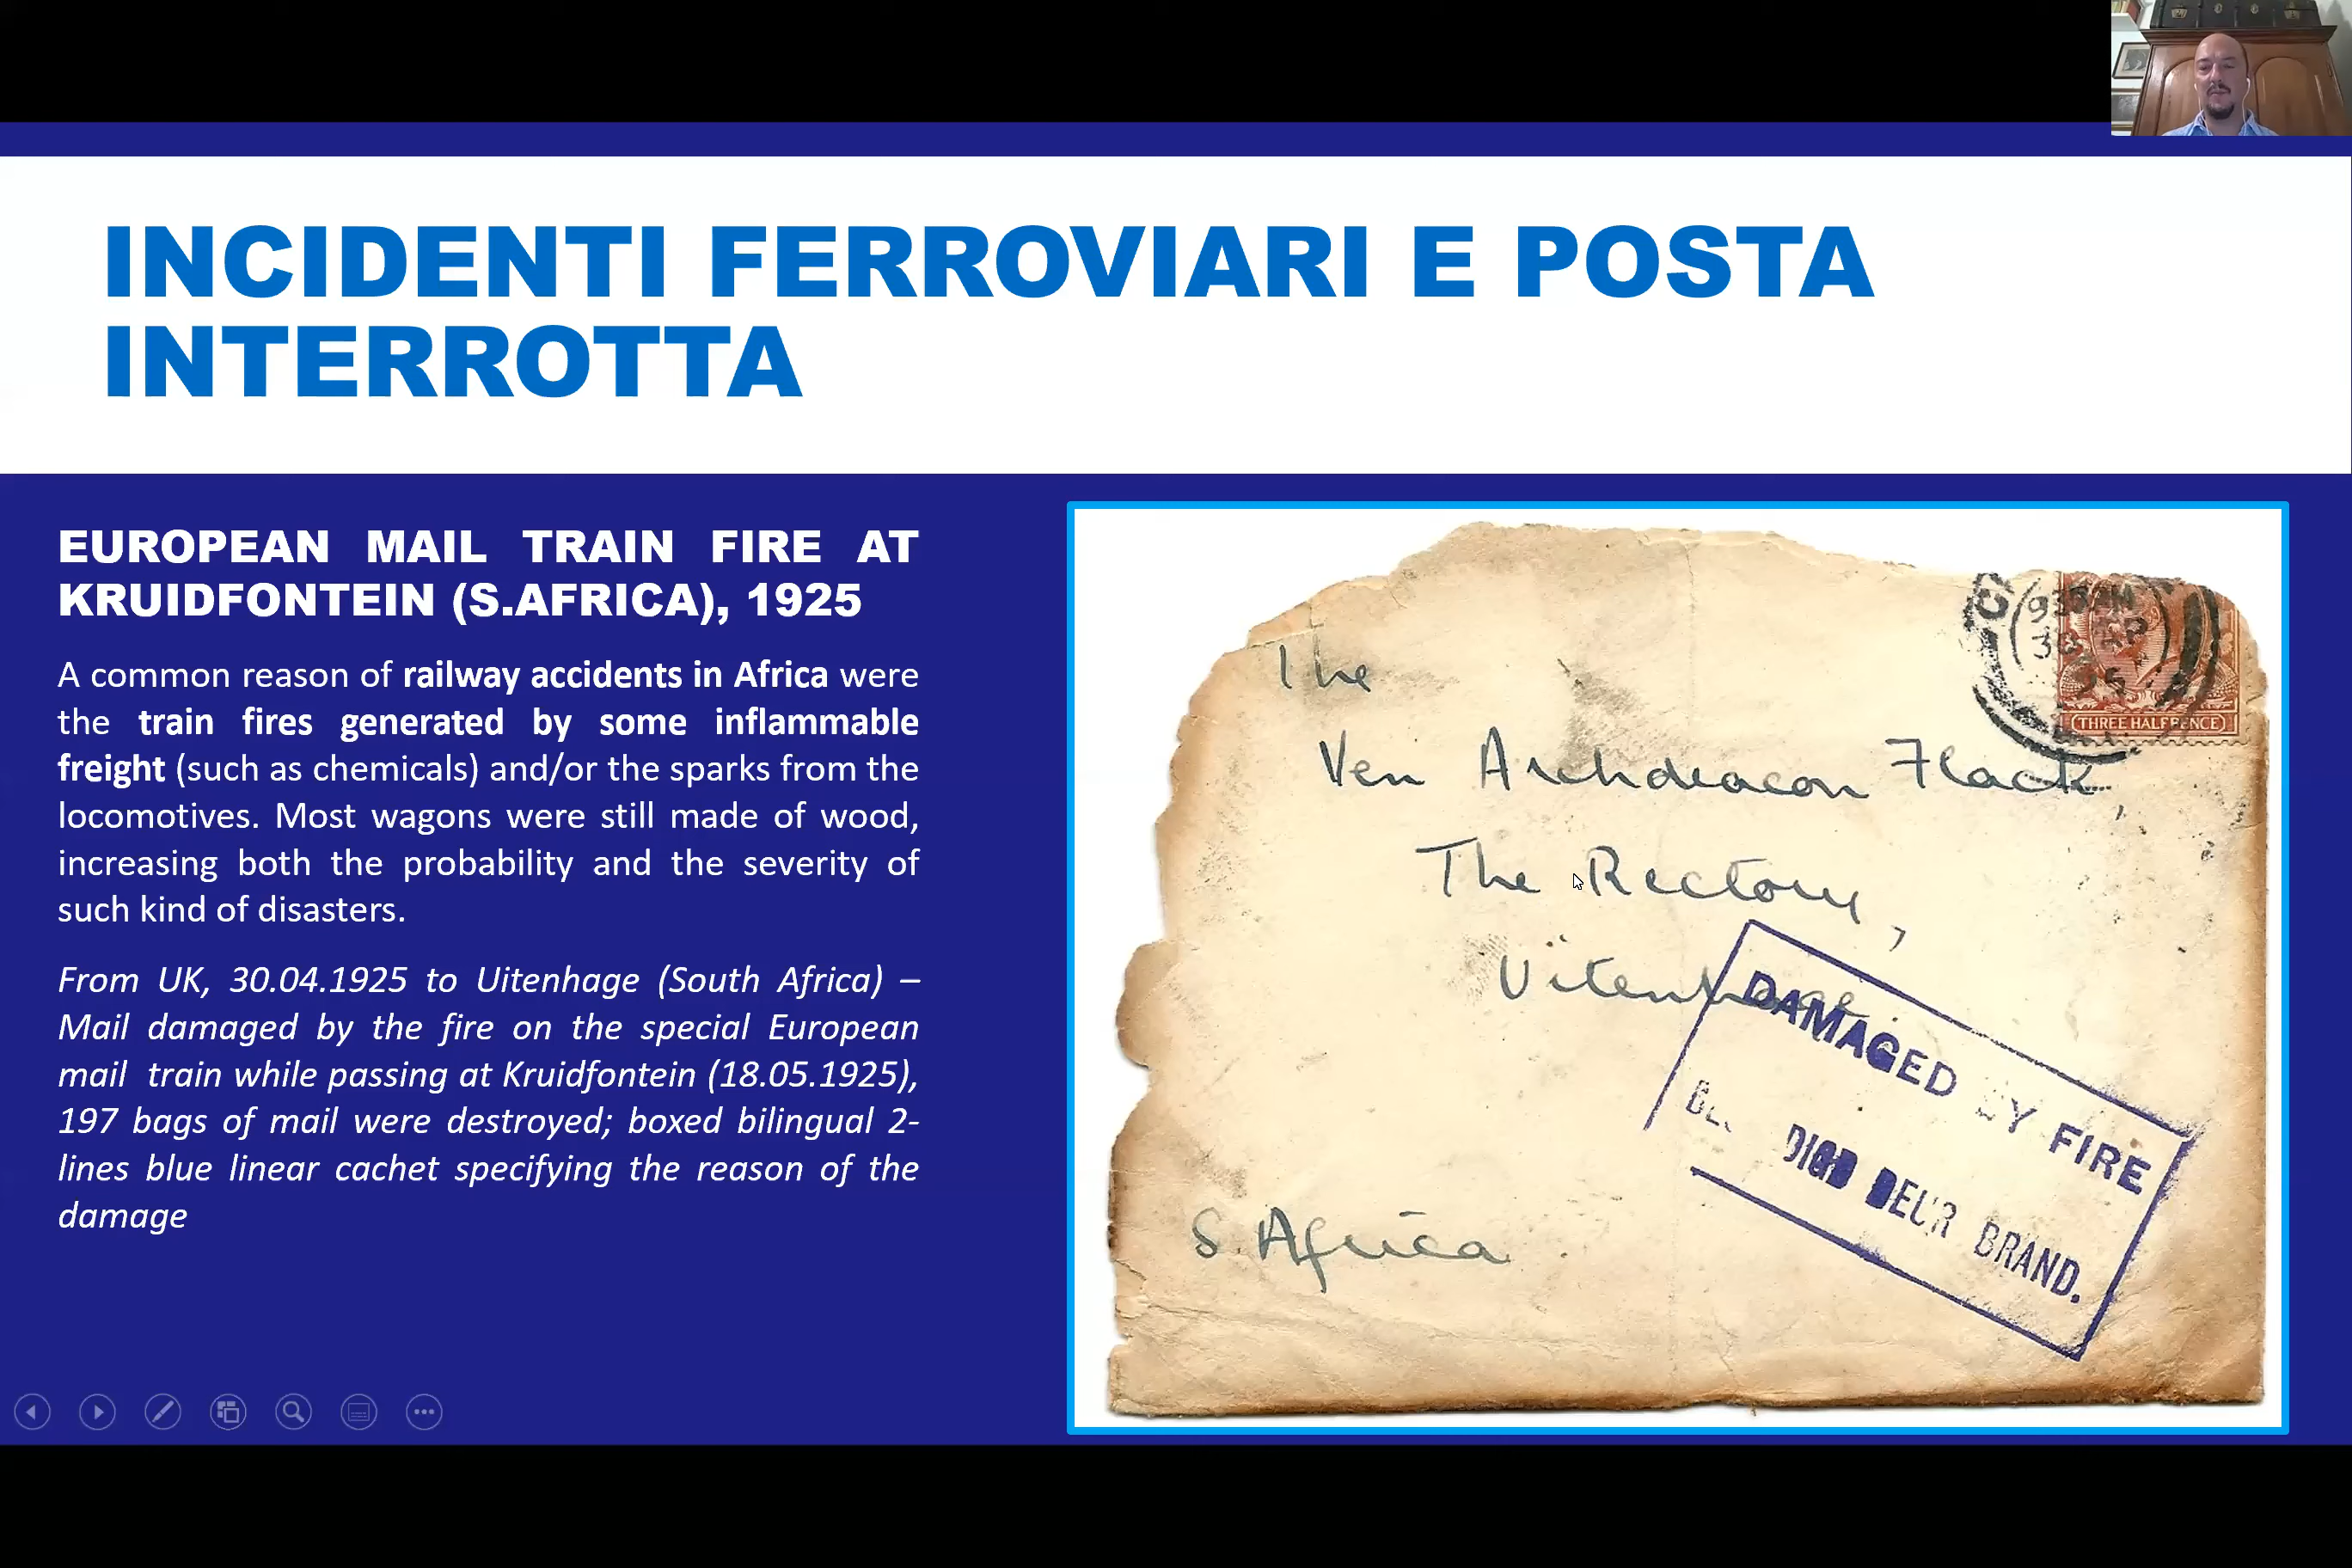 INCIDENTI FERROVIARI E POSTA
INTERROTTA
EUROPEAN MAIL TRAIN FIRE AT
KRUIDFONTEIN (S.AFRICA), 1925
A common reason of railway accidents in Africa were
the train fires generated by some inflammable
freight (such as chemicals) and/or the sparks from the
locomotives. Most wagons were still made of wood,
increasing both the probability and the severity of
such kind of disasters.
From UK, 30.04.1925 to Uitenhage (South Africa) –
Mail damaged by the fire on the special European
mail train while passing at Kruidfontein (18.05.1925),
197 bags of mail were destroyed; boxed bilingual 2-
lines blue linear cachet specifying the reason of the
damage
THREE HALFPENCE
The
Ven Archdeacon Flack,
The Rectory,
Uitenhage
S. Africa
DAMAGED BY FIRE
DEUR BRAND.